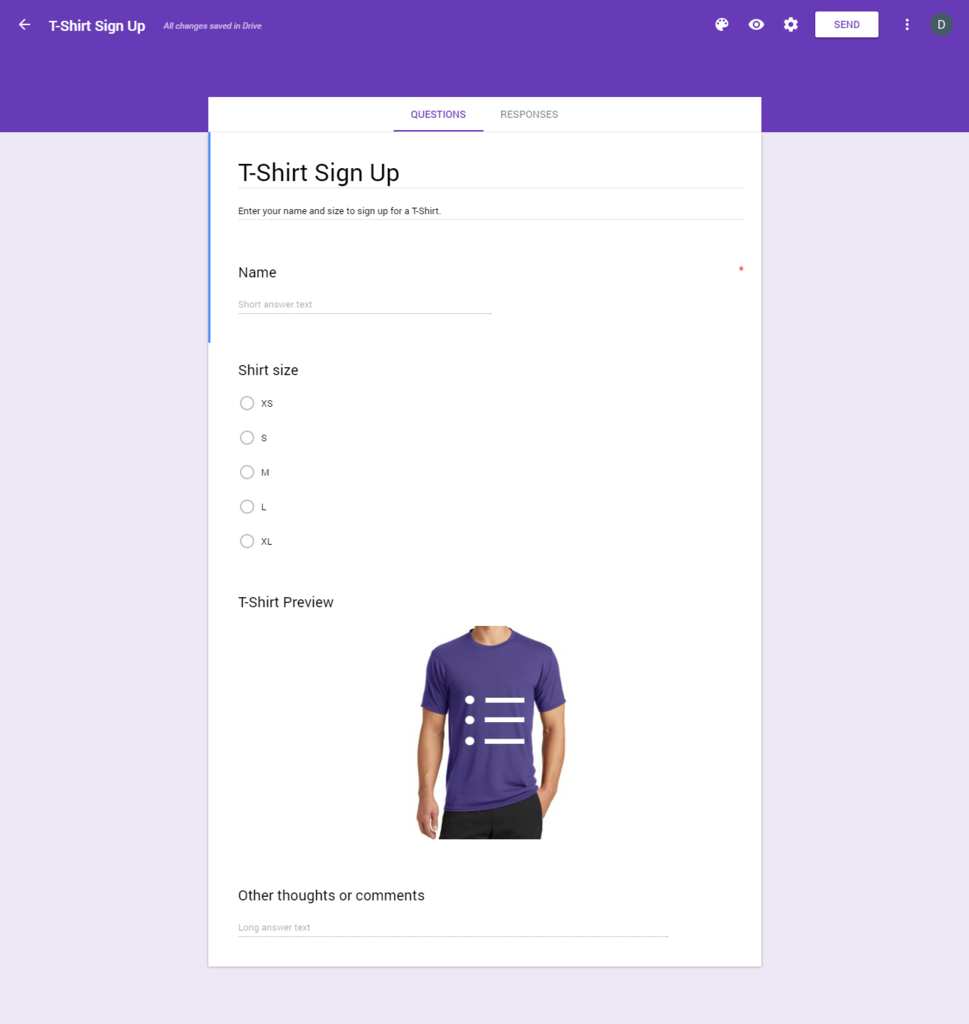 T-Shirt Sign Up
All changes saved in Drive
SEND
D
QUESTIONS
RESPONSES
T-Shirt Sign Up
Enter your name and size to sign up for a T-Shirt.
Name
*
Short answer text
Shirt size
XS
S
M
L
XL
T-Shirt Preview
Other thoughts or comments
Long answer text